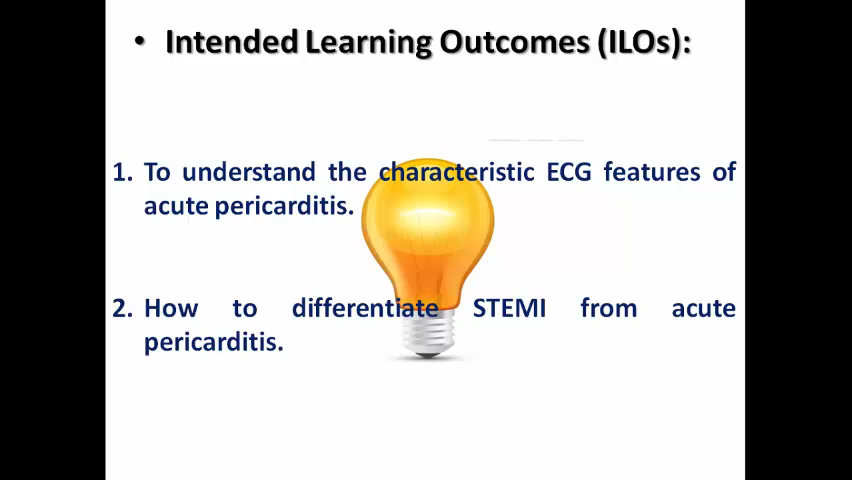 • Intended Learning Outcomes (ILOs):
1. To understand the characteristic ECG features of
acute pericarditis.
2. How to differentiate STEMI from acute
pericarditis.